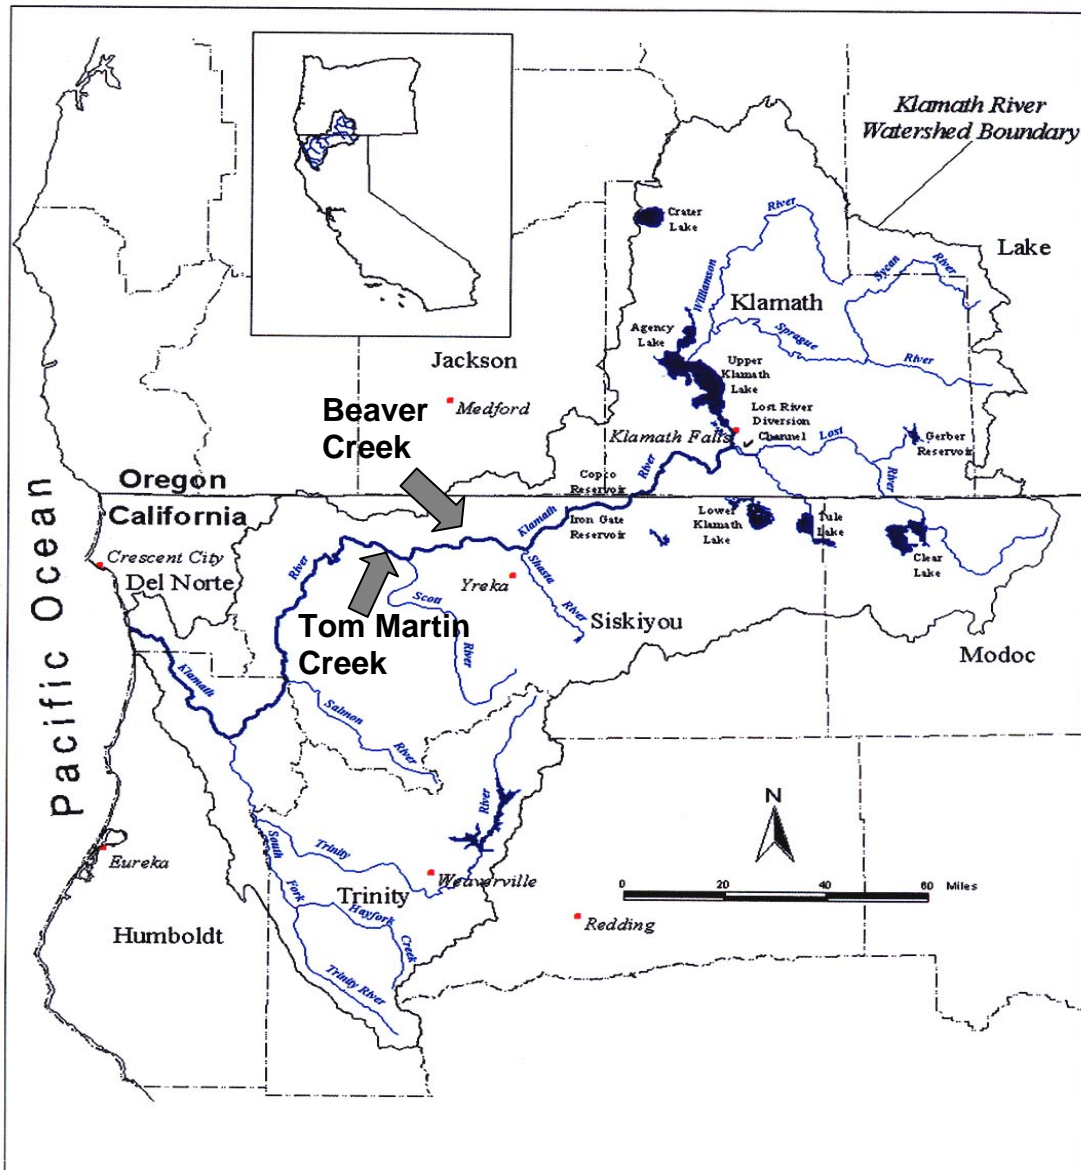 Klamath River
Watershed Boundary
River
Crater
Lake
Lake
Sycan
River
Williamson
Klamath
Agency
Lake
Sprague
River
Jackson
Upper
Klamath
Lake
Beaver
Creek
Medford
Lost River
Diversion
Channel
Klamath Falls
Lost
River
Gerber
Reservoir
River
Oregon
California
Copco
Reservoir
Klamath
Iron Gate
Reservoir
Lower
Klamath
Lake
Tule
Lake
Clear
Lake
Pacific Ocean
Crescent City
Del Norte
River
Yreka
Shasta
River
Scott
River
Siskiyou
Tom Martin
Creek
Modoc
Klamath
Salmon
River
River
N
0 20 40 60 Miles
Eureka
South
Fork
Trinity
Weaverville
Trinity
Hayfork
Creek
Redding
Humboldt
Trinity River